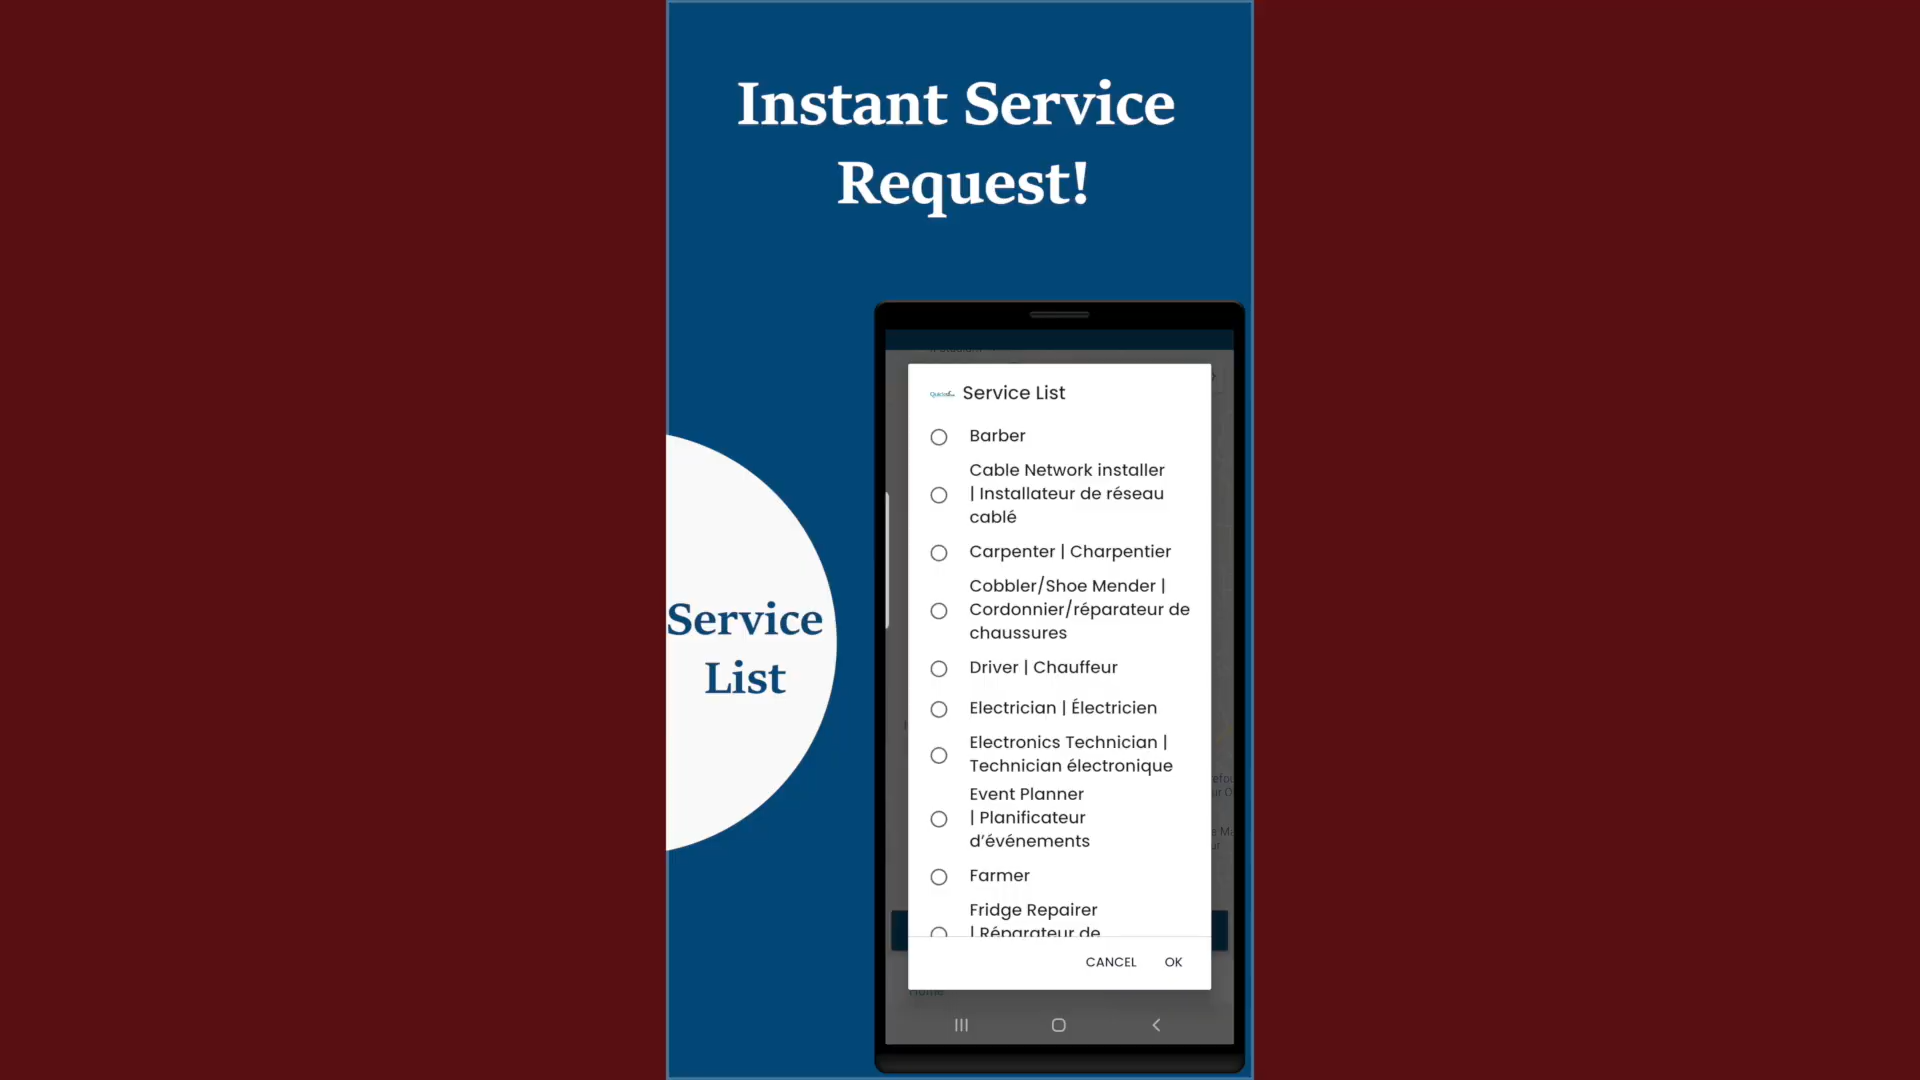 Instant Service
Request!
Service List
Barber
Cable Network installer
| Installateur de réseau
cablé
Carpenter | Charpentier
Cobbler/Shoe Mender |
Cordonnier/réparateur de
chaussures
Driver | Chauffeur
Electrician | Électricien
Electronics Technician |
Technician électronique
Event Planner
| Planificateur
d’événements
Farmer
Fridge Repairer
| Réparateur de
CANCEL OK
Home
Service
List